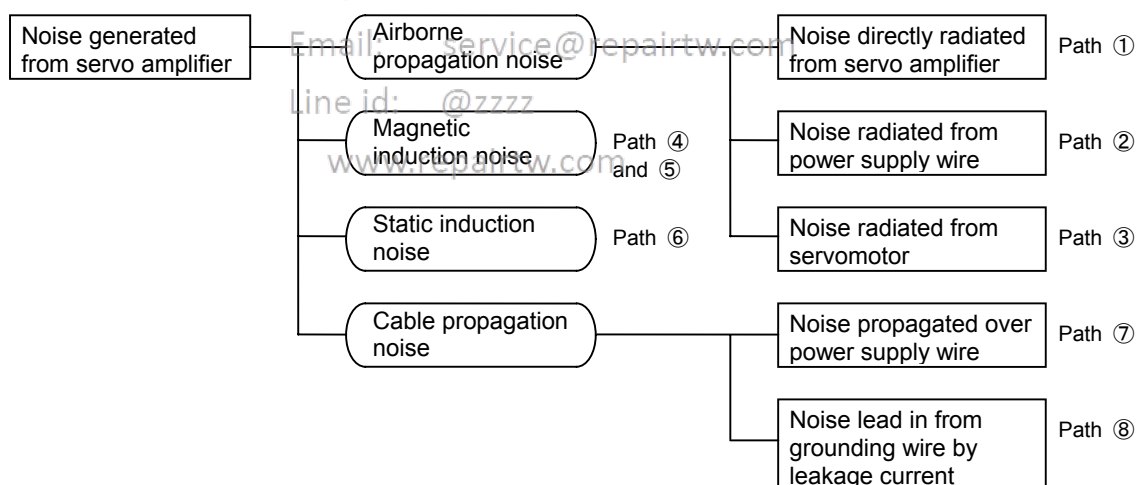 Noise generated
from servo amplifier
Airborne
propagation noise
Noise directly radiated
from servo amplifier
Path ①
Email: service@repairtw.com
Line id: @zzzz
www.repairtw.com
Magnetic
induction noise
Path ④
and ⑤
Noise radiated from
power supply wire
Path ②
Static induction
noise
Path ⑥
Noise radiated from
servomotor
Path ③
Cable propagation
noise
Noise propagated over
power supply wire
Path ⑦
Noise lead in from
grounding wire by
leakage current
Path ⑧